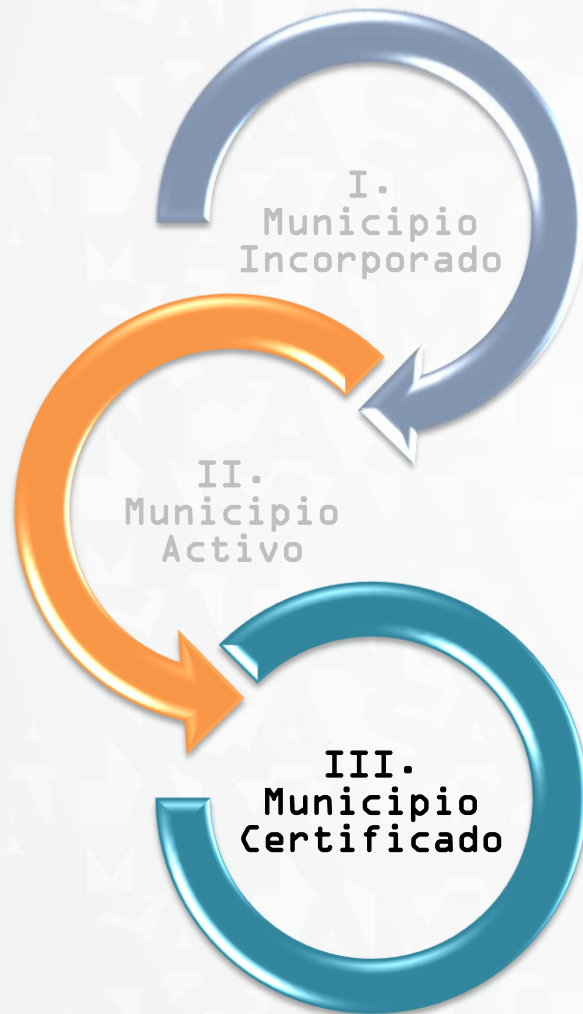 I.
Municipio
Incorporado
II.
Municipio
Activo
III.
Municipio
Certificado